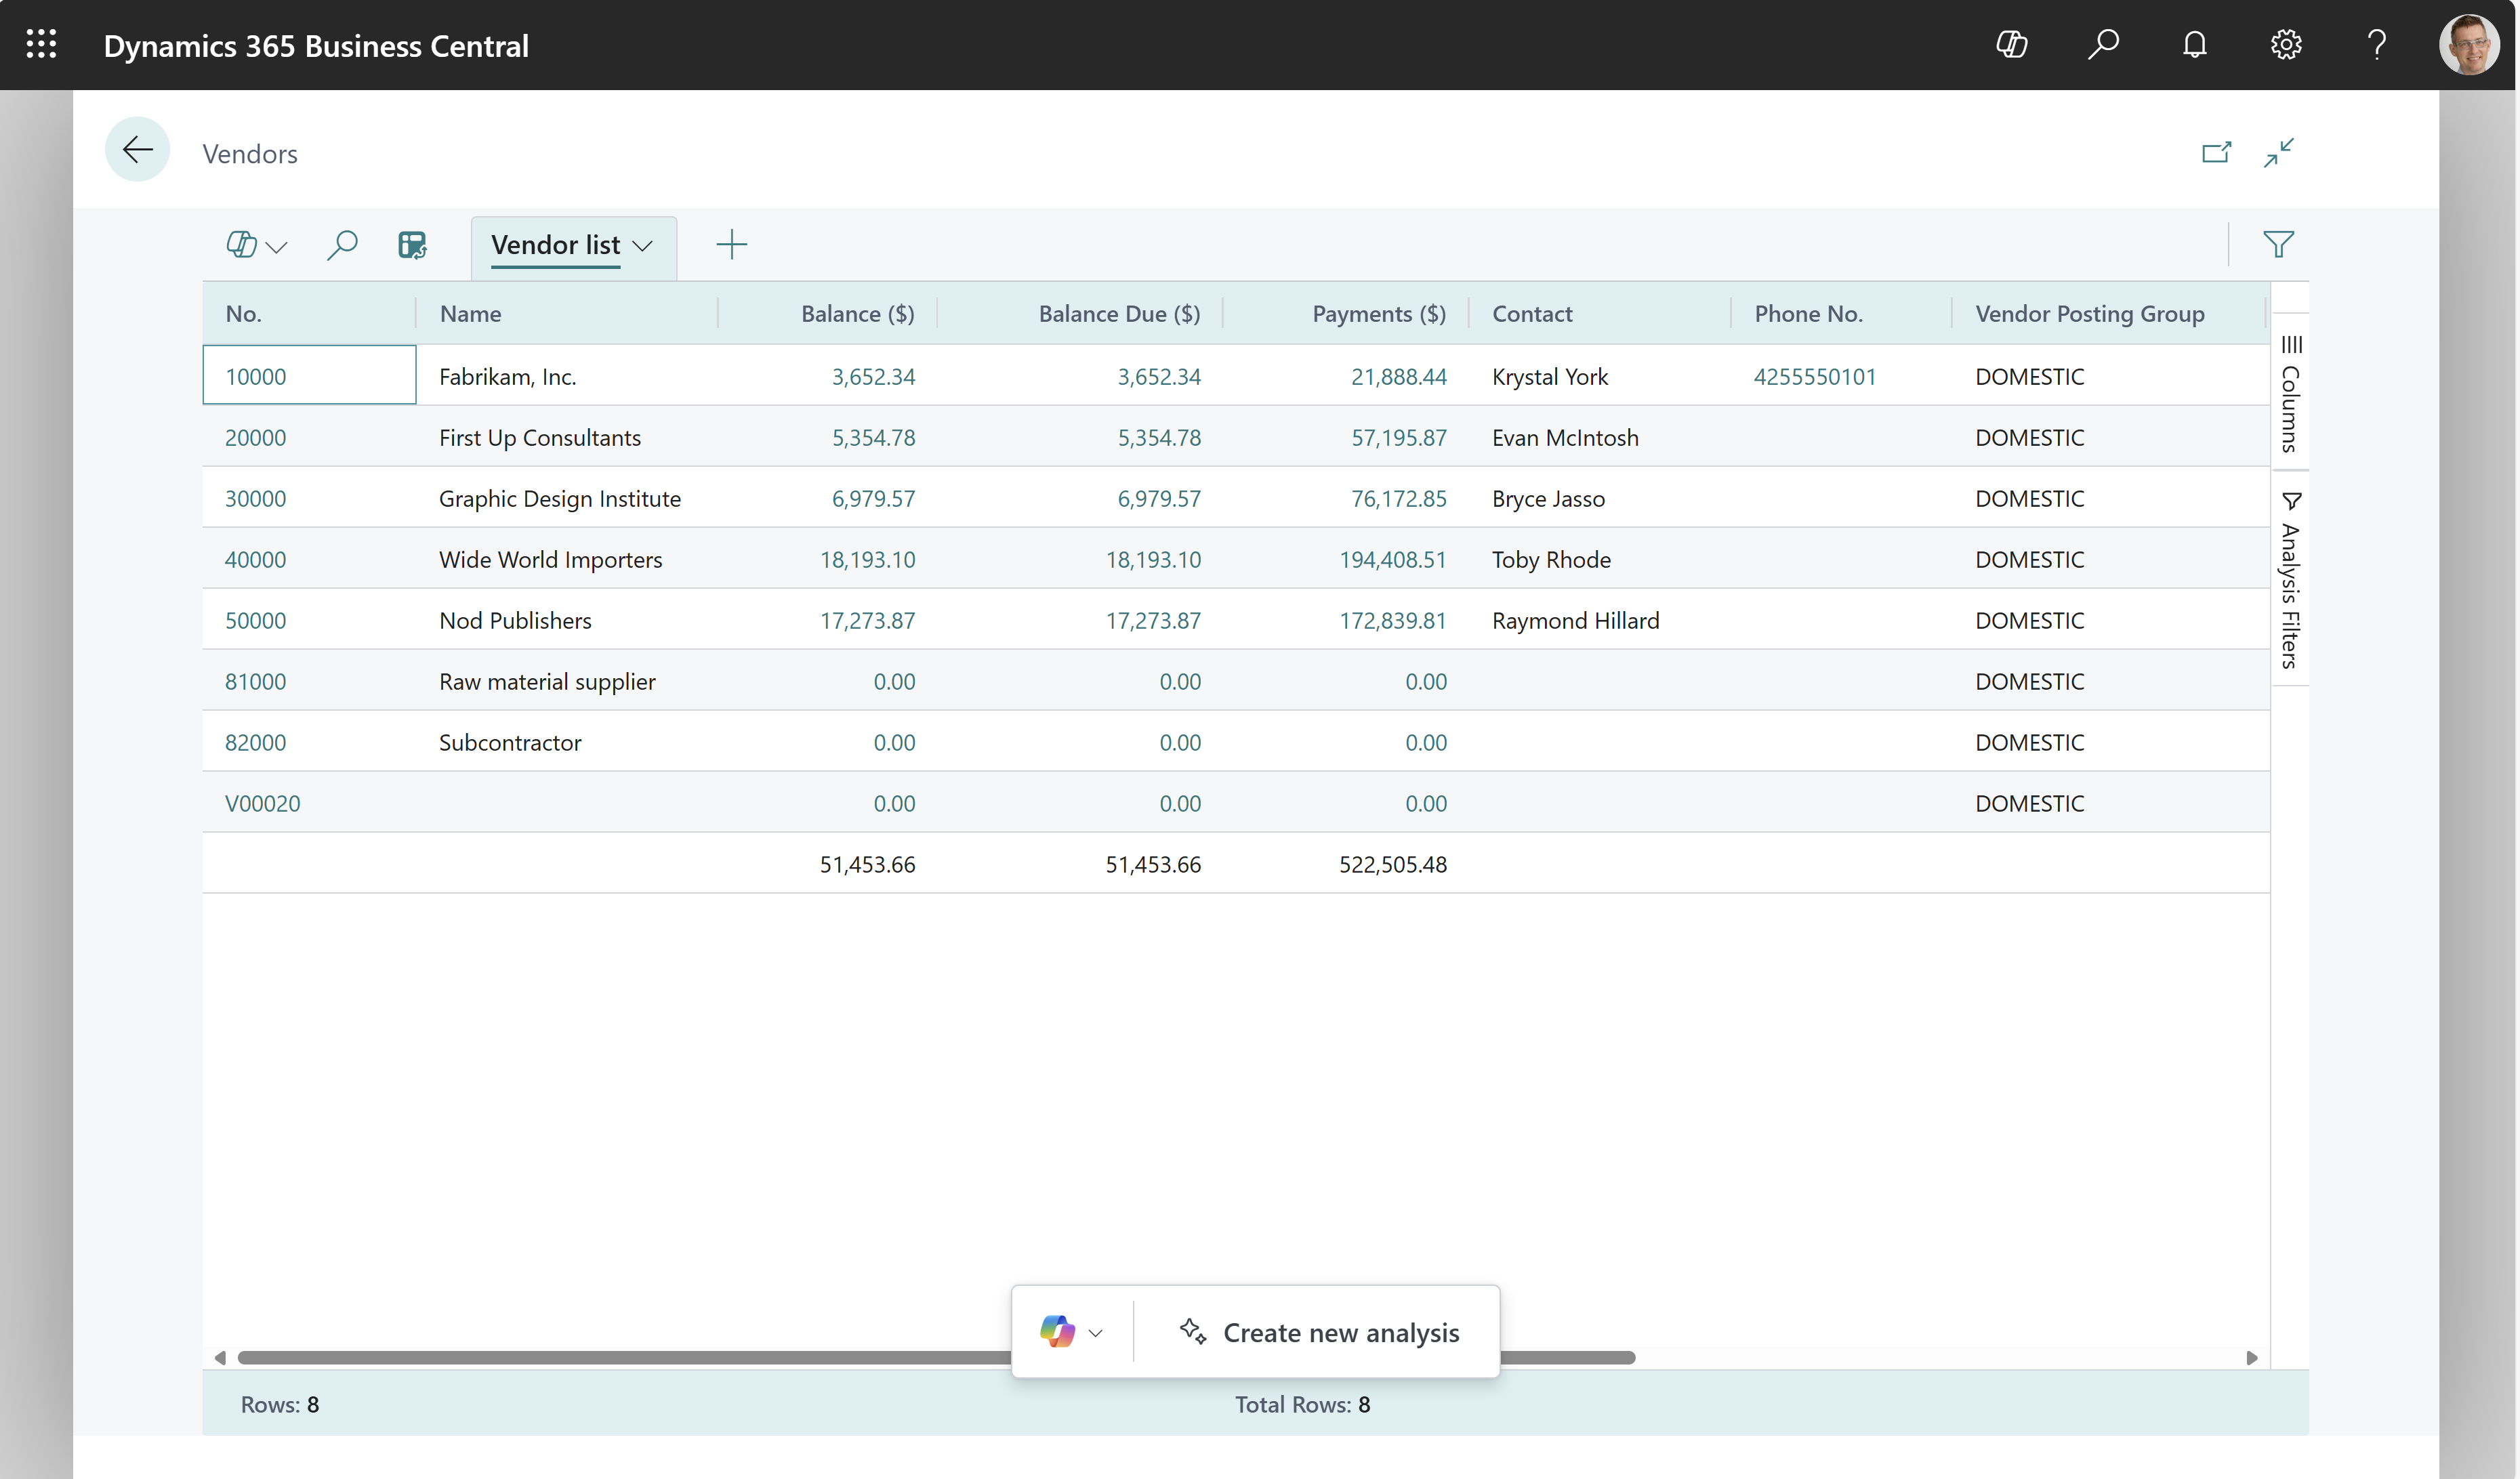 Dynamics 365 Business Central
Vendors
Vendor list
No. Name Balance ($) Balance Due ($) Payments ($) Contact Phone No. Vendor Posting Group
10000 Fabrikam, Inc. 3,652.34 3,652.34 21,888.44 Krystal York 4255550101 DOMESTIC
20000 First Up Consultants 5,354.78 5,354.78 57,195.87 Evan McIntosh DOMESTIC
30000 Graphic Design Institute 6,979.57 6,979.57 76,172.85 Bryce Jasso DOMESTIC
40000 Wide World Importers 18,193.10 18,193.10 194,408.51 Toby Rhode DOMESTIC
50000 Nod Publishers 17,273.87 17,273.87 172,839.81 Raymond Hillard DOMESTIC
81000 Raw material supplier 0.00 0.00 0.00 DOMESTIC
82000 Subcontractor 0.00 0.00 0.00 DOMESTIC
V00020 0.00 0.00 0.00 DOMESTIC
51,453.66 51,453.66 522,505.48
Columns
Analysis Filters
Create new analysis
Rows: 8 Total Rows: 8